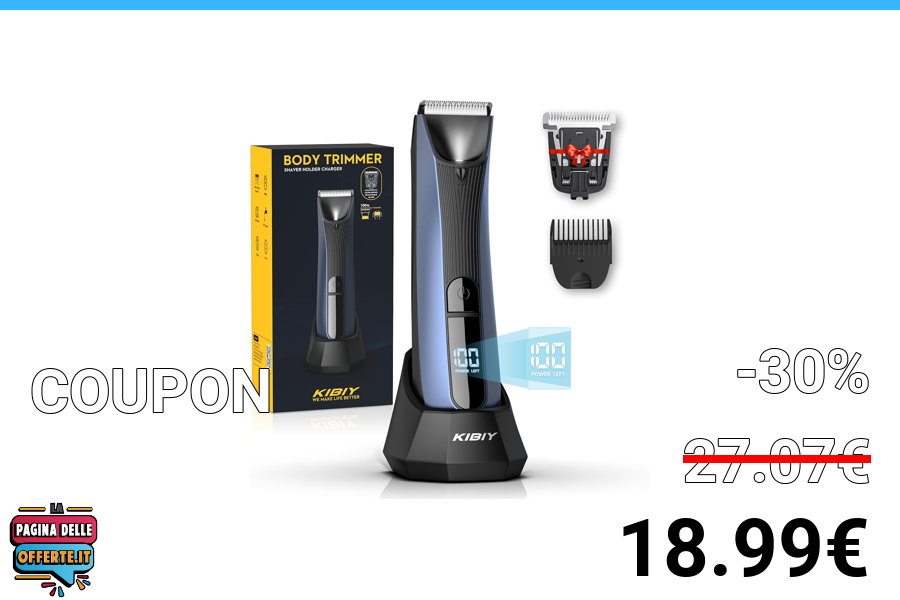 BODY TRIMMER
SHAVER HOLDER CHARGER
100
POWER LEFT
100
POWER LEFT
KIBIY
WE MAKE LIFE BETTER
KIBIY
COUPON
-30%
27.07€
18.99€
LA
PAGINA DELLE
OFFERTE.IT